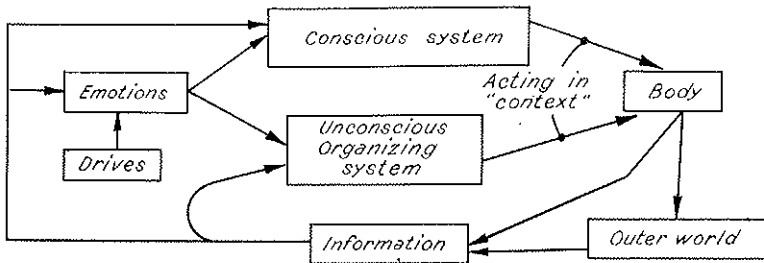 Conscious system
Acting in
"context"
Emotions
Body
Unconscious
Organizing
system
Drives
Information
Outer world